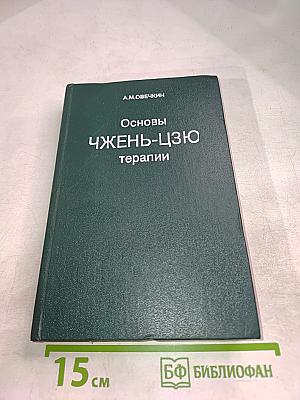 А.М.ОВЕЧКИН
Основы
ЧЖЕНЬ-ЦЗЮ
терапии
15 см
БФ БИБЛИОФАН